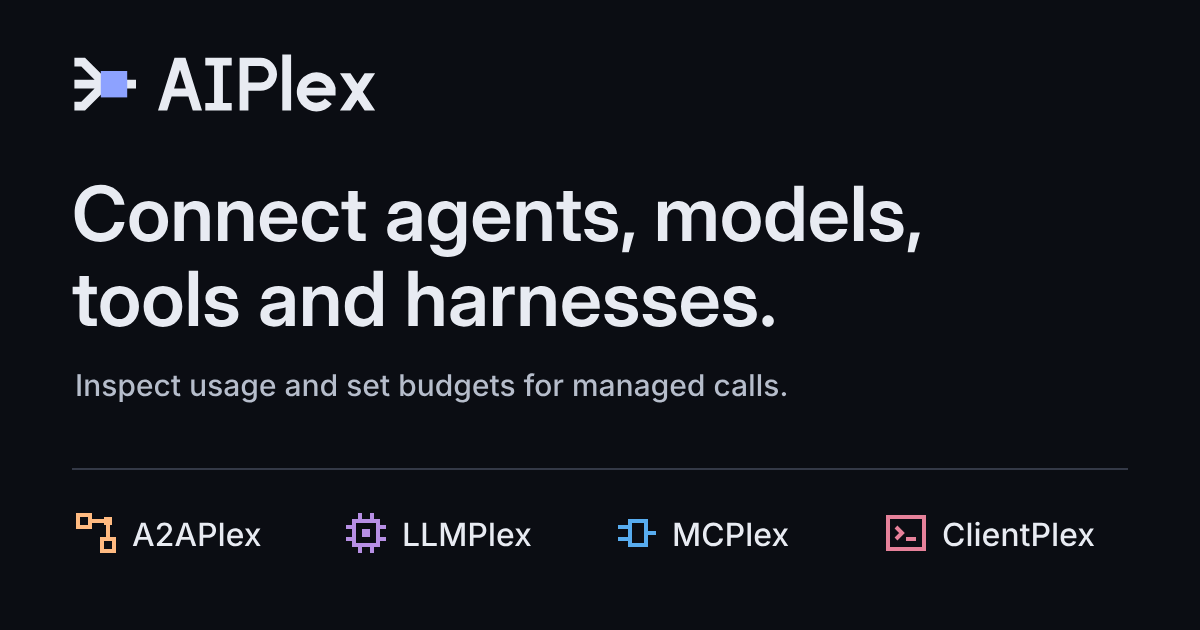 AIPlex
Connect agents, models,
tools and harnesses.
Inspect usage and set budgets for managed calls.
A2APlex
LLMPlex
MCPlex
ClientPlex